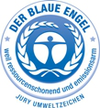 DER BLAUE ENGEL
weil ressourcenschonend und emissionsarm
JURY UMWELTZEICHEN